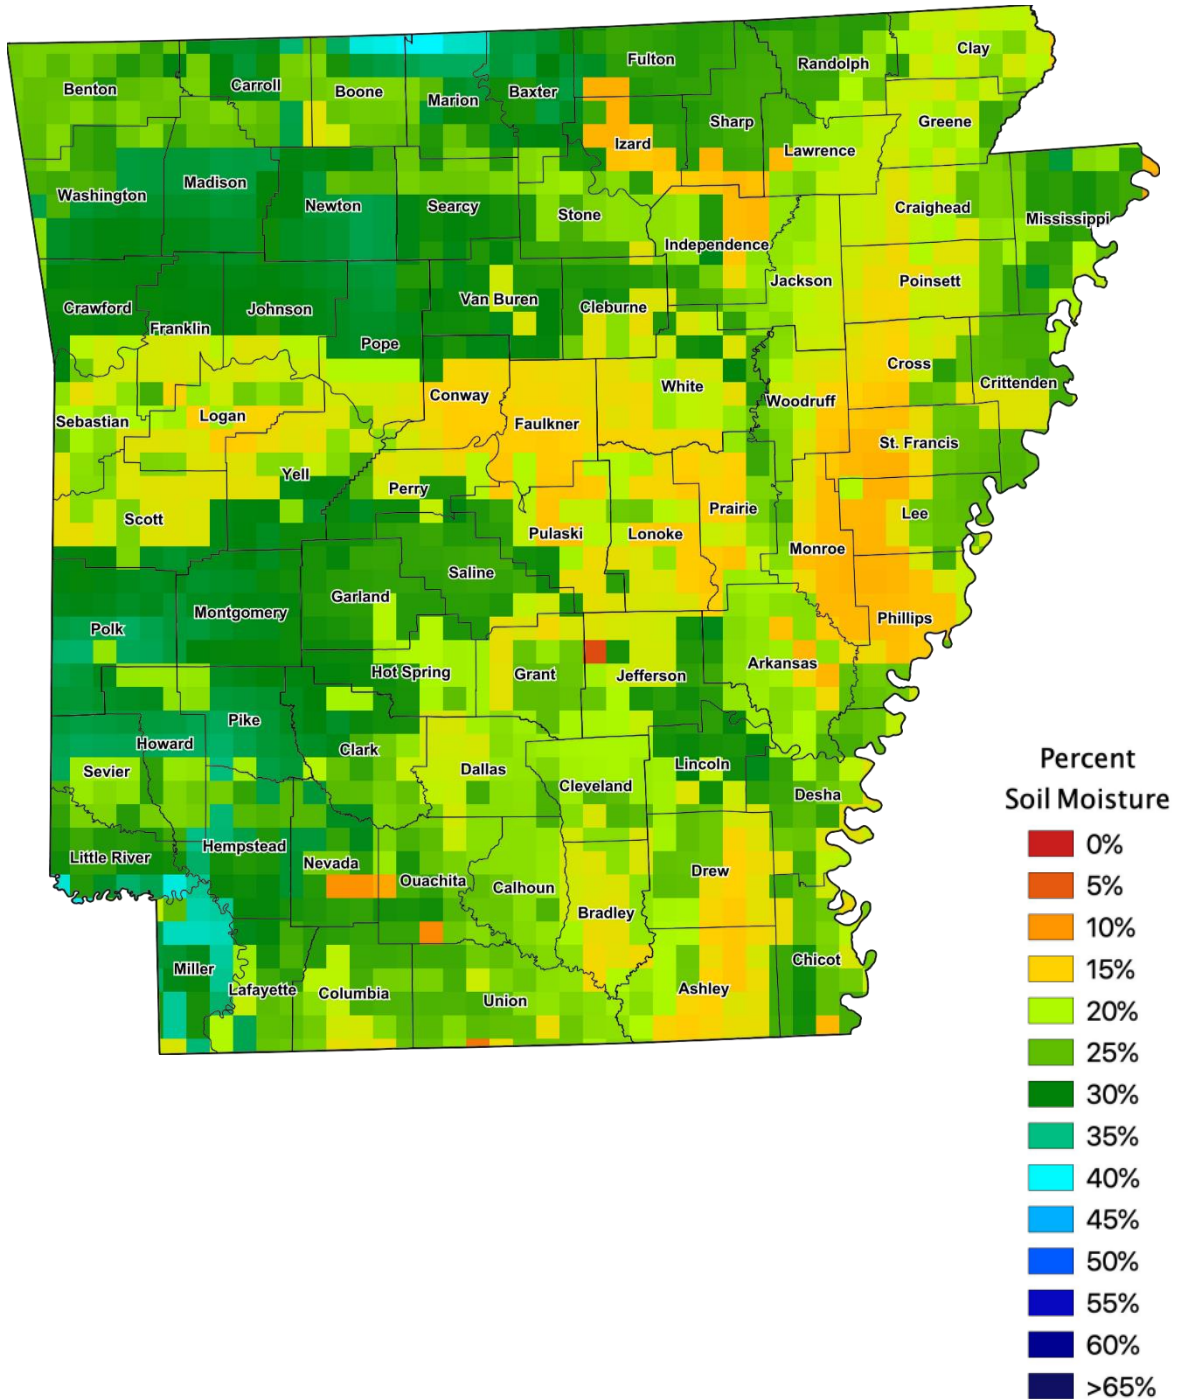 Clay
Fulton
Randolph
Carroll
Benton
Boone
Marion
Baxter
Sharp
Greene
Izard
Lawrence
Madison
Washington
Newton
Searcy
Stone
Craighead
Mississippi
Independence
Jackson
Poinsett
Van Buren
Crawford
Johnson
Cleburne
Franklin
Pope
Cross
Crittenden
White
Conway
Woodruff
Logan
Sebastian
Faulkner
St. Francis
Yell
Perry
Prairie
Lee
Scott
Pulaski
Lonoke
Monroe
Saline
Garland
Montgomery
Phillips
Polk
Arkansas
Hot Spring
Grant
Jefferson
Pike
Howard
Clark
Lincoln
Sevier
Dallas
Cleveland
Desha
Hempstead
Little River
Nevada
Drew
Ouachita
Calhoun
Bradley
Chicot
Miller
Lafayette
Columbia
Union
Ashley
Percent
Soil Moisture
0%
5%
10%
15%
20%
25%
30%
35%
40%
45%
50%
55%
60%
>65%